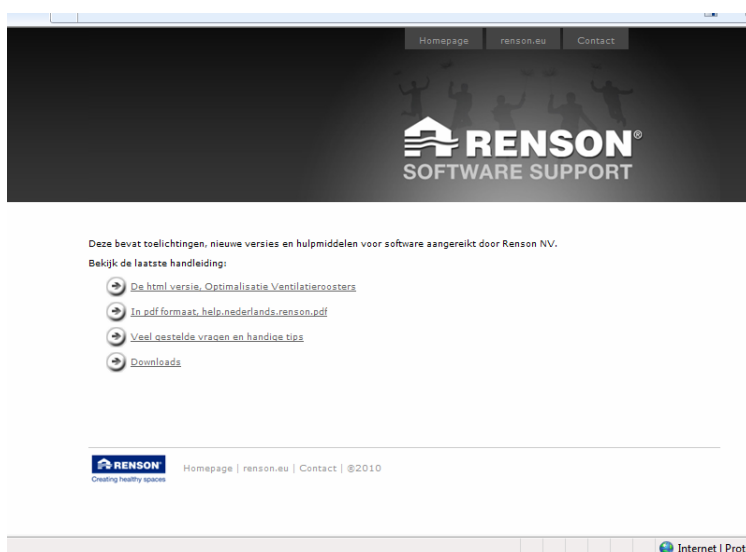 Homepage renson.eu Contact
RENSON®
SOFTWARE SUPPORT
Deze bevat toelichtingen, nieuwe versies en hulpmiddelen voor software aangereikt door Renson NV.
Bekijk de laatste handleiding:
De html versie, Optimalisatie Ventilatieroosters
In pdf formaat, help.nederlands.renson.pdf
Veel gestelde vragen en handige tips
Downloads
RENSON®
Creating healthy spaces
Homepage | renson.eu | Contact | ®2010
Internet | Prot